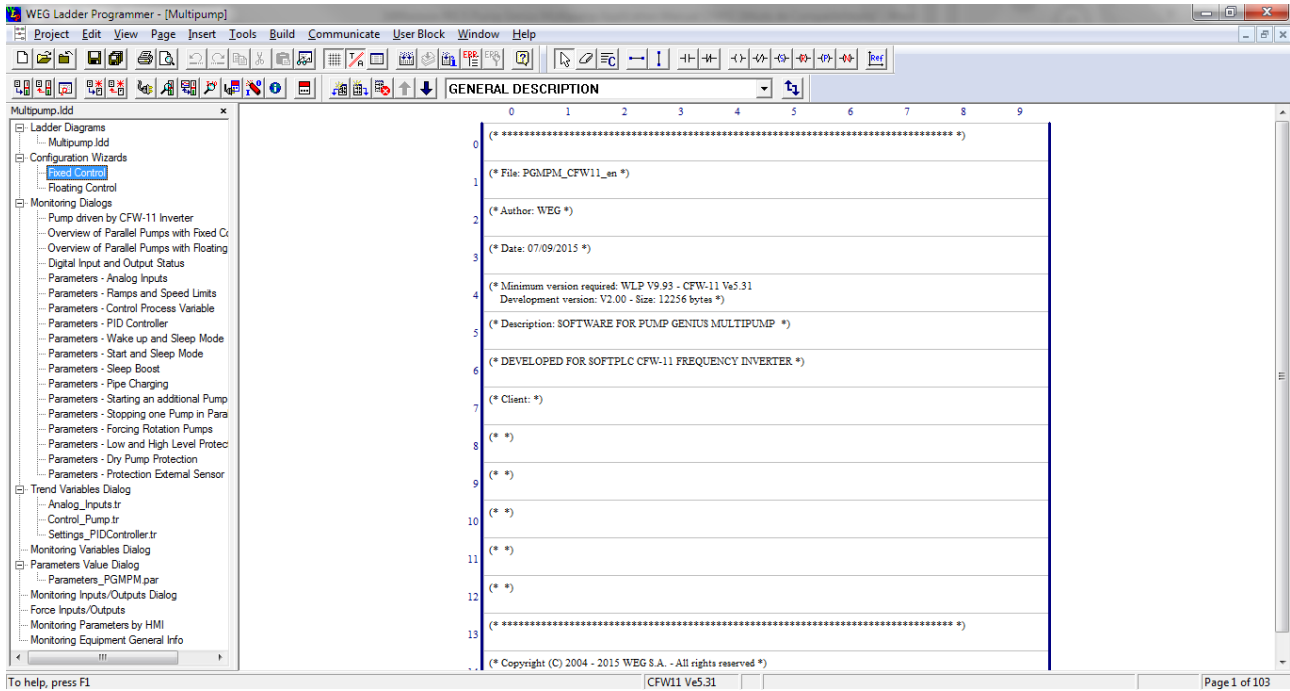 WEG Ladder Programmer - [Multipump]
Project Edit View Page Insert Tools Build Communicate User Block Window Help
GENERAL DESCRIPTION
Multipump.ldd
Ladder Diagrams
Multipump.ldd
Configuration Wizards
Fixed Control
Floating Control
Monitoring Dialogs
Pump driven by CFW-11 Inverter
Overview of Parallel Pumps with Fixed Co
Overview of Parallel Pumps with Floating
Digital Input and Output Status
Parameters - Analog Inputs
Parameters - Ramps and Speed Limits
Parameters - Control Process Variable
Parameters - PID Controller
Parameters - Wake up and Sleep Mode
Parameters - Start and Sleep Mode
Parameters - Sleep Boost
Parameters - Pipe Charging
Parameters - Starting an additional Pump
Parameters - Stopping one Pump in Para
Parameters - Forcing Rotation Pumps
Parameters - Low and High Level Protec
Parameters - Dry Pump Protection
Parameters - Protection External Sensor
Trend Variables Dialog
Analog_Inputs.tr
Control_Pump.tr
Settings_PIDController.tr
Monitoring Variables Dialog
Parameters Value Dialog
Parameters_PGMPM.par
Monitoring Inputs/Outputs Dialog
Force Inputs/Outputs
Monitoring Parameters by HMI
Monitoring Equipment General Info
0 1 2 3 4 5 6 7 8 9
0 (* ******************************************************************************** *)
1 (* File: PGMPM_CFW11_en *)
2 (* Author: WEG *)
3 (* Date: 07/09/2015 *)
4 (* Minimum version required: WLP V9.93 - CFW-11 Ve5.31
Development version: V2.00 - Size: 12256 bytes *)
5 (* Description: SOFTWARE FOR PUMP GENIUS MULTIPUMP *)
6 (* DEVELOPED FOR SOFTPLC CFW-11 FREQUENCY INVERTER *)
7 (* Client: *)
8 (* *)
9 (* *)
10 (* *)
11 (* *)
12 (* *)
13 (* ******************************************************************************** *)
(* Copyright (C) 2004 - 2015 WEG S.A. - All rights reserved *)
To help, press F1
CFW11 Ve5.31
Page 1 of 103